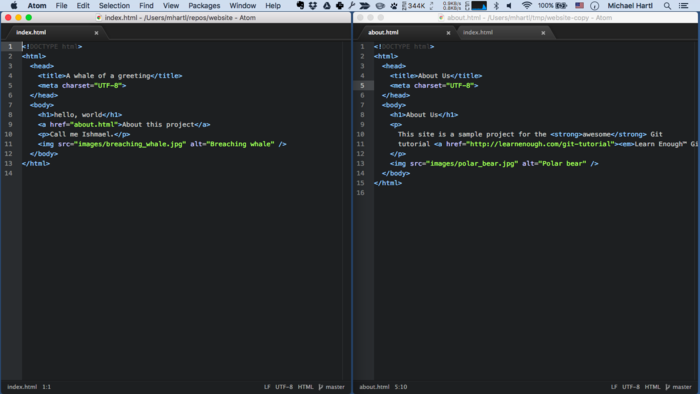 Atom File Edit Selection Find View Packages Window Help 344K 100% Michael Hartl
index.html - /Users/mhartl/repos/website - Atom
index.html
1 <!DOCTYPE html>
2 <html>
3 <head>
4 <title>A whale of a greeting</title>
5 <meta charset="UTF-8">
6 </head>
7 <body>
8 <h1>hello, world</h1>
9 <a href="about.html">About this project</a>
10 <p>Call me Ishmael.</p>
11 <img src="images/breaching_whale.jpg" alt="Breaching whale" />
12 </body>
13 </html>
14
index.html 1:1 LF UTF-8 HTML master
about.html - /Users/mhartl/tmp/website-copy - Atom
about.html index.html
1 <!DOCTYPE html>
2 <html>
3 <head>
4 <title>About Us</title>
5 <meta charset="UTF-8">
6 </head>
7 <body>
8 <h1>About Us</h1>
9 <p>
10 This site is a sample project for the <strong>awesome</strong> Git
11 tutorial <a href="http://learnenough.com/git-tutorial"><em>Learn Enough™ Gi
12 </p>
13 <img src="images/polar_bear.jpg" alt="Polar bear" />
14 </body>
15 </html>
16
about.html 5:10 LF UTF-8 HTML master